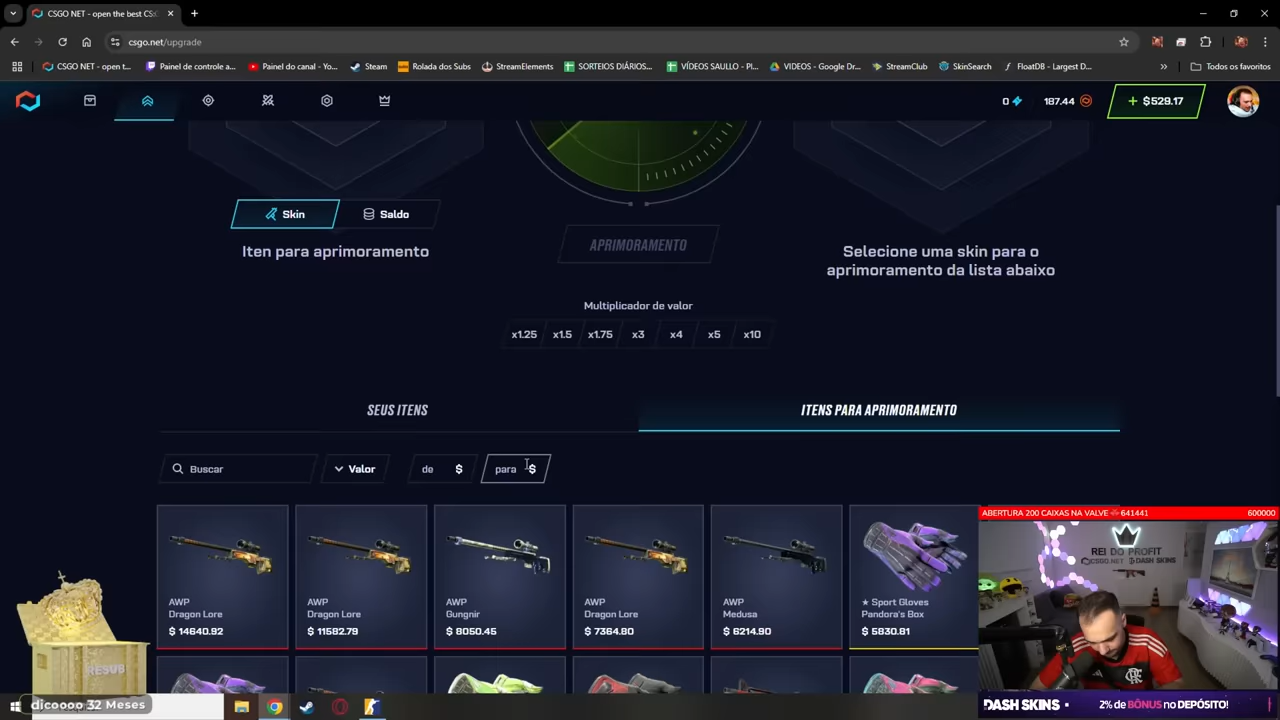 CSGO NET - open the best CS:
csgo.net/upgrade
CSGO NET - open t...
Painel de controle a...
Painel do canal - Yo...
Steam
Rolada dos Subs
StreamElements
SORTEIOS DIÁRIOS...
VÍDEOS SAULLO - Pl...
VIDEOS - Google Dr...
StreamClub
SkinSearch
FloatDB - Largest D...
Todos os favoritos
0
187.44
+ $529.17
Skin
Saldo
Iten para aprimoramento
APRIMORAMENTO
Selecione uma skin para o
aprimoramento da lista abaixo
Multiplicador de valor
x1.25 x1.5 x1.75 x3 x4 x5 x10
SEUS ITENS
ITENS PARA APRIMORAMENTO
Buscar
Valor
de $
para $
AWP
Dragon Lore
$ 14640.92
AWP
Dragon Lore
$ 11582.79
AWP
Gungnir
$ 8050.45
AWP
Dragon Lore
$ 7364.80
AWP
Medusa
$ 6214.90
★ Sport Gloves
Pandora's Box
$ 5830.81
ABERTURA 200 CAIXAS NA VALVE 641441
600000
REI DO PROFIT
CSGO.NET DASH SKINS
RESUB
dicoooo 32 Meses
DASH SKINS
2% de BÔNUS no DEPÓSITO!